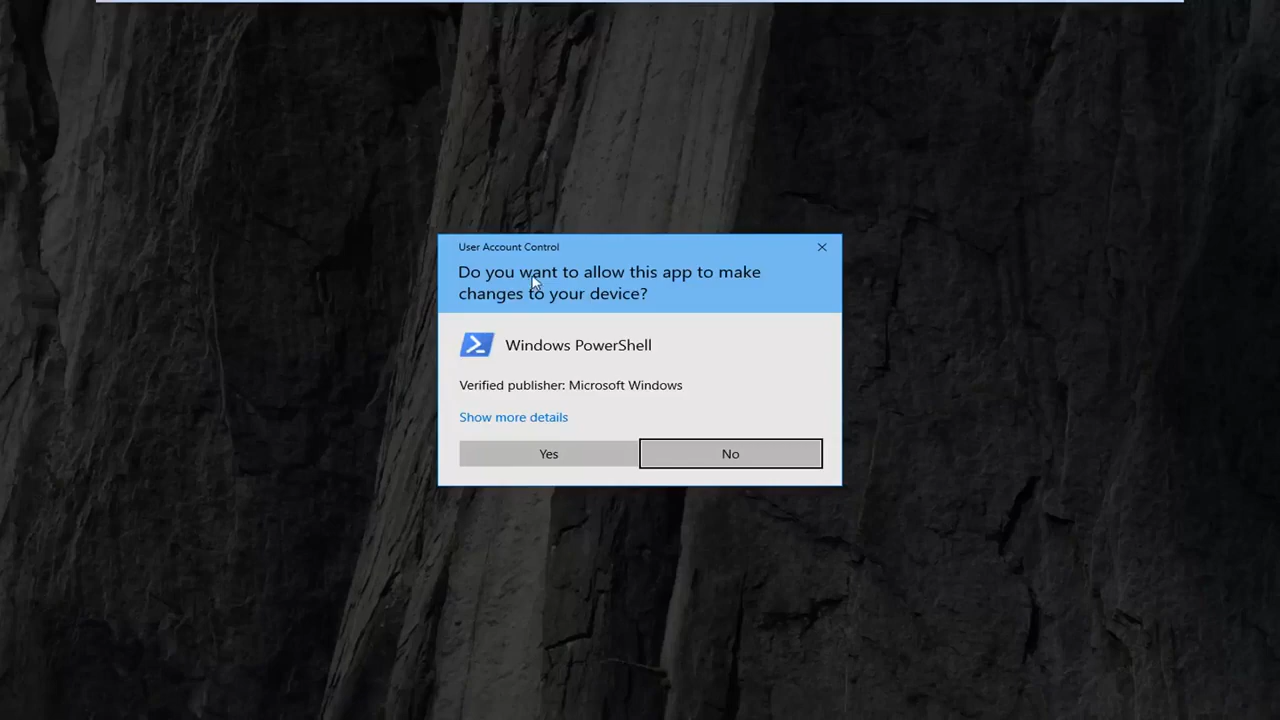 User Account Control
Do you want to allow this app to make
changes to your device?
Windows PowerShell
Verified publisher: Microsoft Windows
Show more details
Yes
No